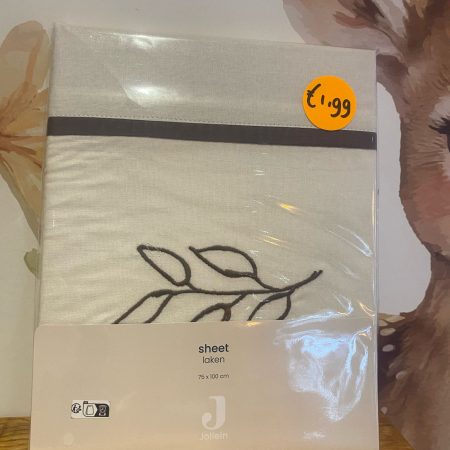 €1.99
sheet
laken
75 x 100 cm
J
Jollein